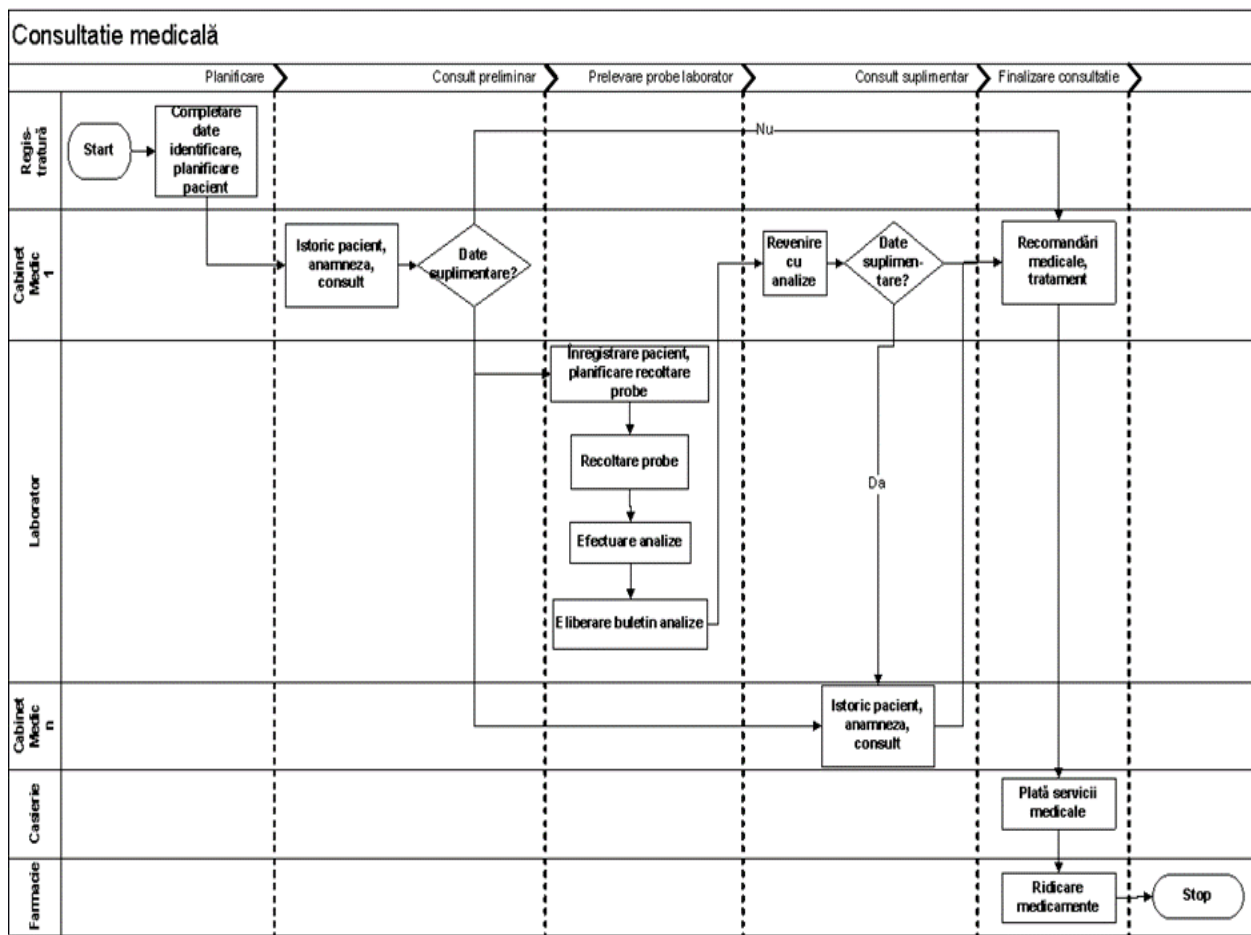 Consultatie medicală
Planificare
Consult preliminar
Prelevare probe laborator
Consult suplimentar
Finalizare consultatie
Regis-
tratură
Start
Completare
date
identificare,
planificare
pacient
Nu
Cabinet
Medic
1
Istoric pacient,
anamneza,
consult
Date
suplimentare?
Revenire
cu
analize
Date
suplimen-
tare?
Recomandări
medicale,
tratament
Laborator
Înregistrare pacient,
planificare recoltare
probe
Recoltare probe
Efectuare analize
Eliberare buletin analize
Da
Cabinet
Medic
n
Istoric pacient,
anamneza,
consult
Casierie
Plată servicii
medicale
Farmacie
Ridicare
medicamente
Stop